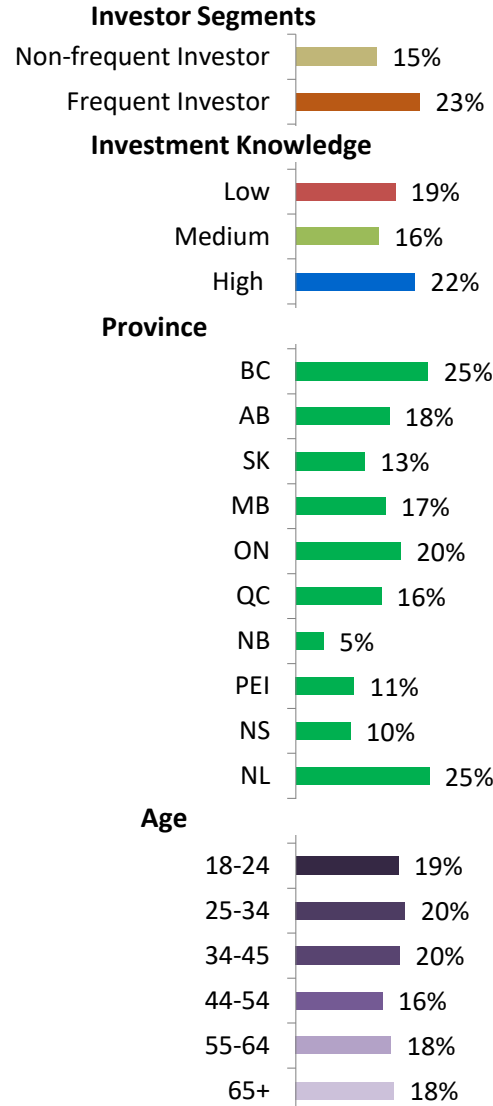 Investor Segments
Non-frequent Investor 15%
Frequent Investor 23%
Investment Knowledge
Low 19%
Medium 16%
High 22%
Province
BC 25%
AB 18%
SK 13%
MB 17%
ON 20%
QC 16%
NB 5%
PEI 11%
NS 10%
NL 25%
Age
18-24 19%
25-34 20%
34-45 20%
44-54 16%
55-64 18%
65+ 18%